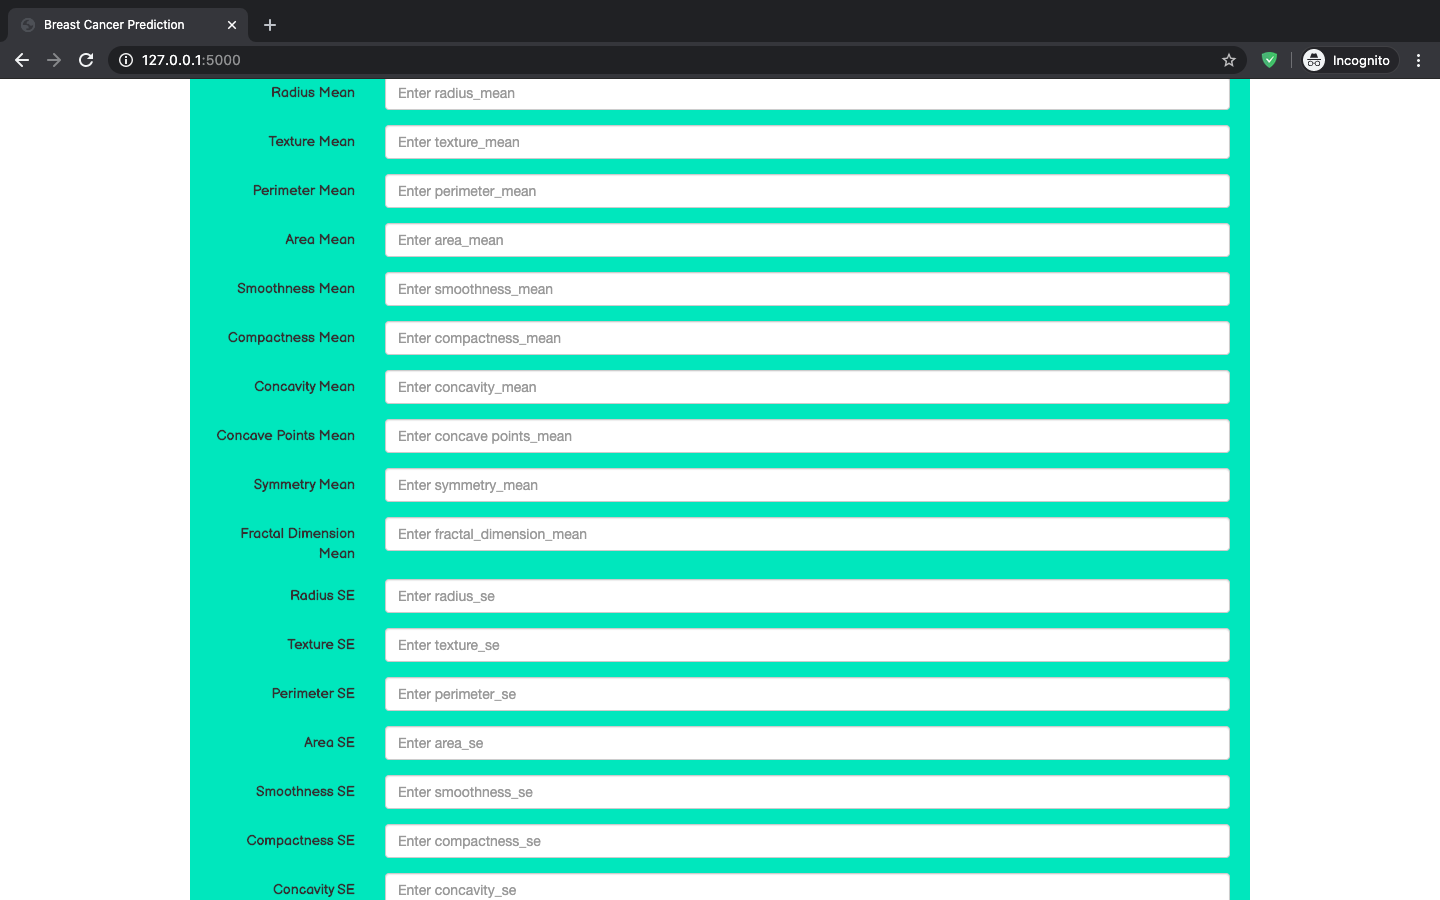 Breast Cancer Prediction
127.0.0.1:5000
Incognito
Radius Mean
Enter radius_mean
Texture Mean
Enter texture_mean
Perimeter Mean
Enter perimeter_mean
Area Mean
Enter area_mean
Smoothness Mean
Enter smoothness_mean
Compactness Mean
Enter compactness_mean
Concavity Mean
Enter concavity_mean
Concave Points Mean
Enter concave points_mean
Symmetry Mean
Enter symmetry_mean
Fractal Dimension
Mean
Enter fractal_dimension_mean
Radius SE
Enter radius_se
Texture SE
Enter texture_se
Perimeter SE
Enter perimeter_se
Area SE
Enter area_se
Smoothness SE
Enter smoothness_se
Compactness SE
Enter compactness_se
Concavity SE
Enter concavity_se